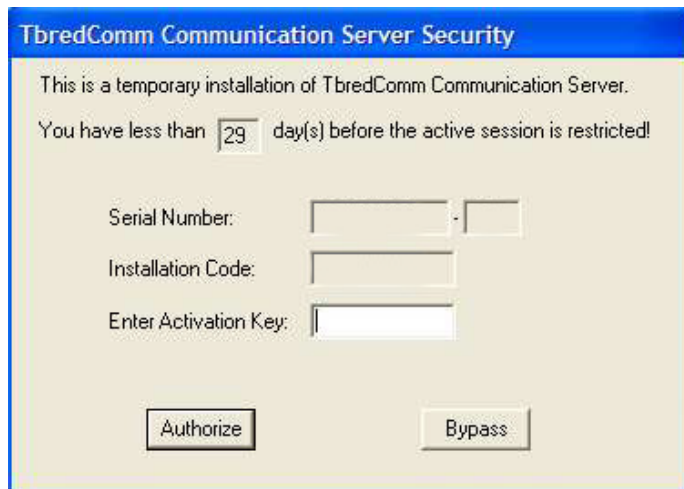 TbredComm Communication Server Security
This is a temporary installation of TbredComm Communication Server.
You have less than 29 day(s) before the active session is restricted!
Serial Number: -
Installation Code:
Enter Activation Key:
Authorize Bypass